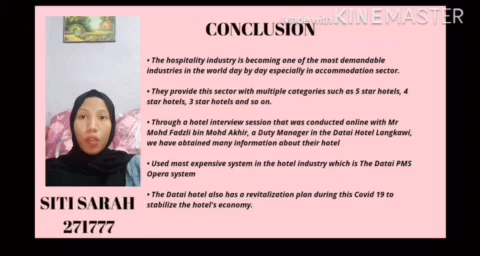 Made with KINEMASTER
CONCLUSION
• The hospitality industry is becoming one of the most demandable
industries in the world day by day especially in accommodation sector.
• They provide this sector with multiple categories such as 5 star hotels, 4
star hotels, 3 star hotels and so on.
• Through a hotel interview session that was conducted online with Mr
Mohd Fadzli bin Mohd Akhir, a Duty Manager in the Datai Hotel Langkawi,
we have obtained many information about their hotel
• Used most expensive system in the hotel industry which is The Datai PMS
Opera system
• The Datai hotel also has a revitalization plan during this Covid 19 to
stabilize the hotel's economy.
SITI SARAH
271777